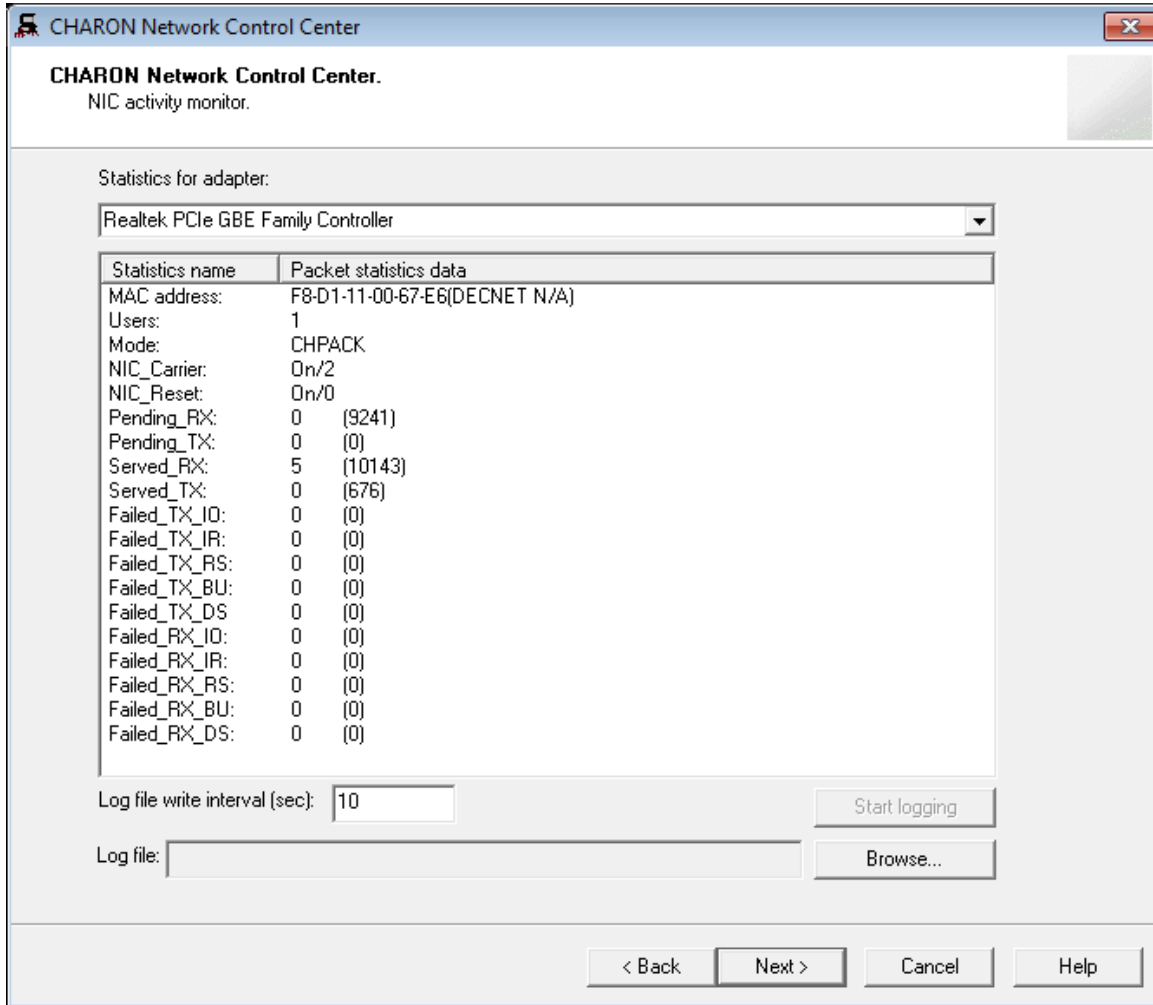 CHARON Network Control Center
CHARON Network Control Center.
NIC activity monitor.
Statistics for adapter:
Realtek PCIe GBE Family Controller
Statistics name Packet statistics data
MAC address: F8-D1-11-00-67-E6(DECNET N/A)
Users: 1
Mode: CHPACK
NIC_Carrier: On/2
NIC_Reset: On/0
Pending_RX: 0 (9241)
Pending_TX: 0 (0)
Served_RX: 5 (10143)
Served_TX: 0 (676)
Failed_TX_IO: 0 (0)
Failed_TX_IR: 0 (0)
Failed_TX_RS: 0 (0)
Failed_TX_BU: 0 (0)
Failed_TX_DS 0 (0)
Failed_RX_IO: 0 (0)
Failed_RX_IR: 0 (0)
Failed_RX_RS: 0 (0)
Failed_RX_BU: 0 (0)
Failed_RX_DS: 0 (0)
Log file write interval (sec): 10 Start logging
Log file: Browse...
< Back Next > Cancel Help